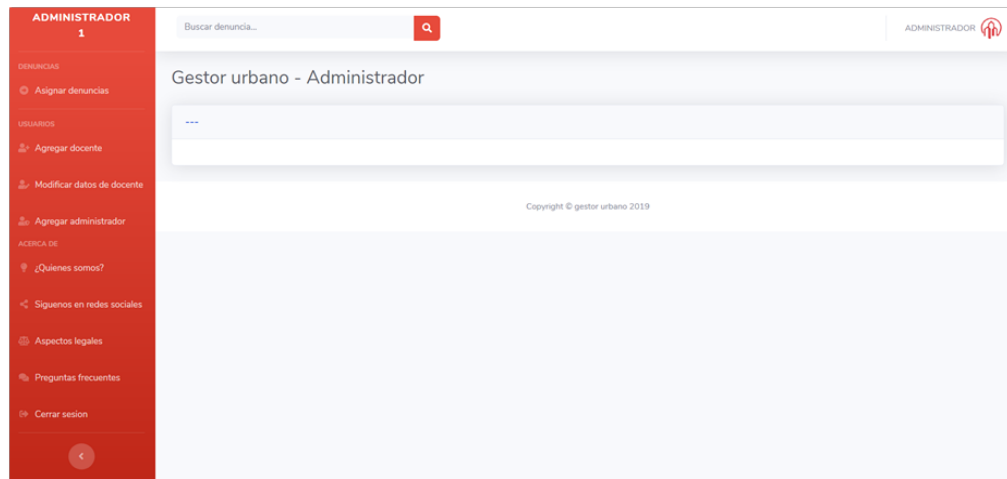 ADMINISTRADOR
1
DENUNCIAS
Asignar denuncias
USUARIOS
Agregar docente
Modificar datos de docente
Agregar administrador
ACERCA DE
¿Quienes somos?
Siguenos en redes sociales
Aspectos legales
Preguntas frecuentes
Cerrar sesion
Buscar denuncia...
ADMINISTRADOR
Gestor urbano - Administrador
---
Copyright © gestor urbano 2019